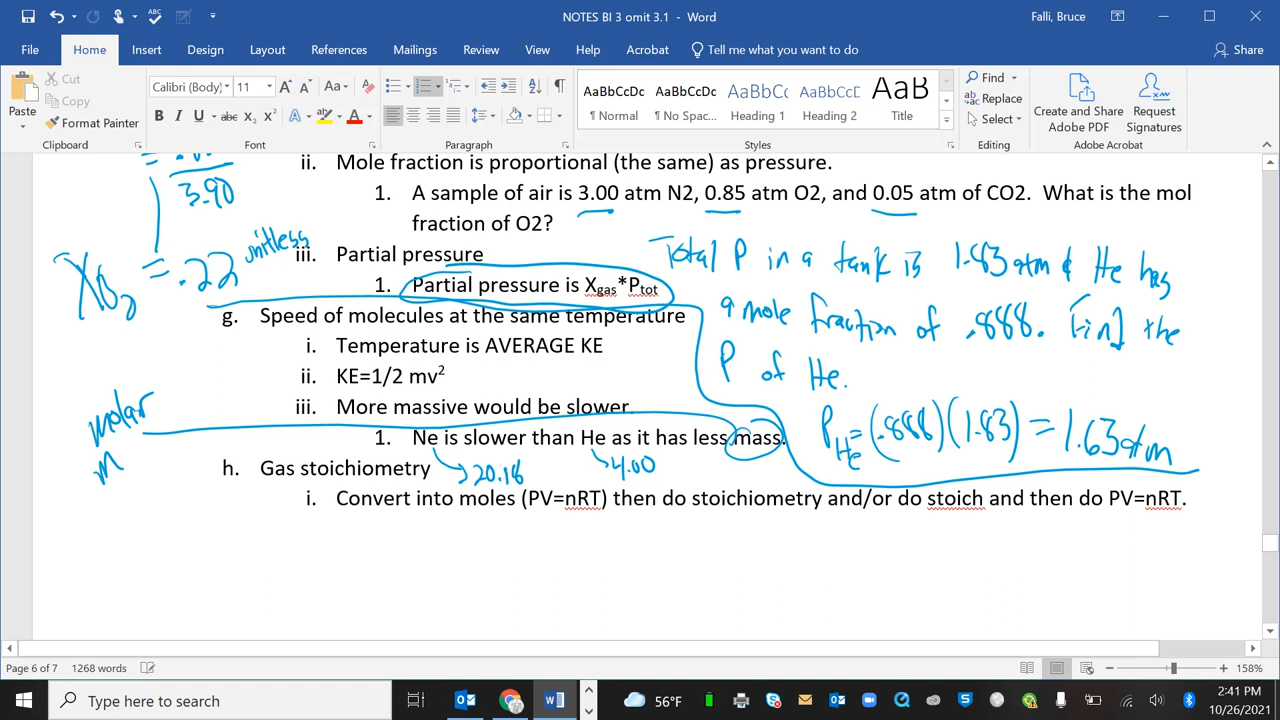 NOTES BI 3 omit 3.1 - Word
Falli, Bruce
File Home Insert Design Layout References Mailings Review View Help Acrobat Tell me what you want to do Share
Paste
Cut
Copy
Format Painter
Clipboard
Calibri (Body) 11
Font
Paragraph
AaBbCcDc AaBbCcDc AaBbCc AaBbCcD AaB
¶ Normal ¶ No Spac... Heading 1 Heading 2 Title
Styles
Find
Replace
Select
Editing
Create and Share Adobe PDF
Request Signatures
Adobe Acrobat
3.90
ii. Mole fraction is proportional (the same) as pressure.
1. A sample of air is 3.00 atm N2, 0.85 atm O2, and 0.05 atm of CO2. What is the mol
fraction of O2?
XO2 = .22 unitless
iii. Partial pressure
1. Partial pressure is Xgas*Ptot
Total P in a tank is 1.83 atm & He has
a mole fraction of .888. Find the
P of He.
PHe = (.888)(1.83) = 1.63 atm
g. Speed of molecules at the same temperature
i. Temperature is AVERAGE KE
ii. KE=1/2 mv2
iii. More massive would be slower.
molar
m
1. Ne is slower than He as it has less mass.
20.18 4.00
h. Gas stoichiometry
i. Convert into moles (PV=nRT) then do stoichiometry and/or do stoich and then do PV=nRT.
Page 6 of 7 1268 words
158%
Type here to search
56°F
2:41 PM
10/26/2021